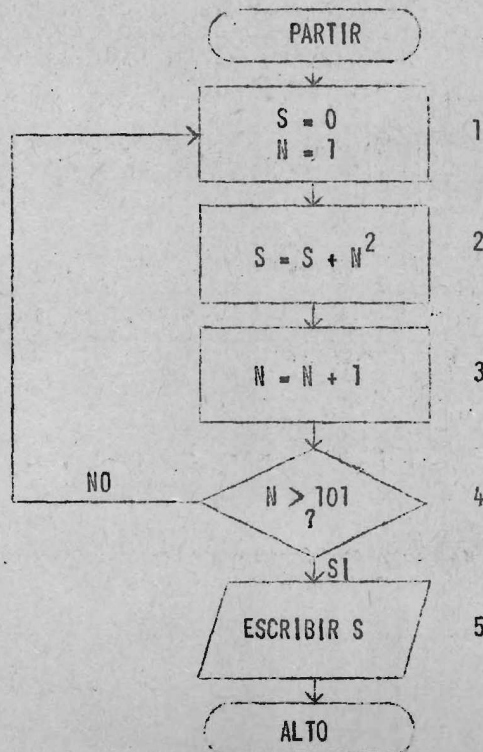 PARTIR
S = 0
N = 1
1
S = S + N²
2
N = N + 1
3
NO
N > 101
?
4
SI
ESCRIBIR S
5
ALTO